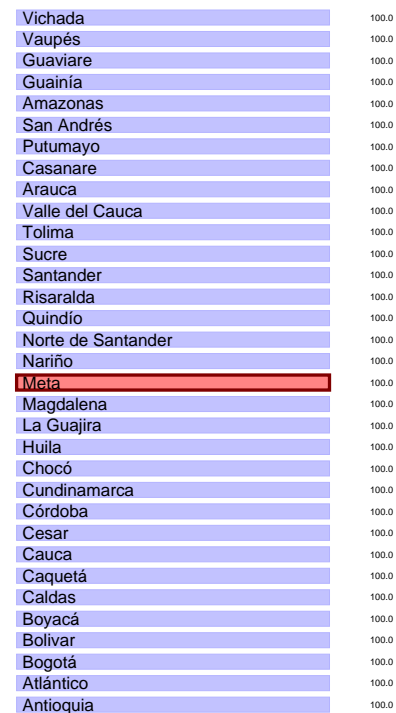 Vichada 100.0
Vaupés 100.0
Guaviare 100.0
Guainía 100.0
Amazonas 100.0
San Andrés 100.0
Putumayo 100.0
Casanare 100.0
Arauca 100.0
Valle del Cauca 100.0
Tolima 100.0
Sucre 100.0
Santander 100.0
Risaralda 100.0
Quindío 100.0
Norte de Santander 100.0
Nariño 100.0
Meta 100.0
Magdalena 100.0
La Guajira 100.0
Huila 100.0
Chocó 100.0
Cundinamarca 100.0
Córdoba 100.0
Cesar 100.0
Cauca 100.0
Caquetá 100.0
Caldas 100.0
Boyacá 100.0
Bolivar 100.0
Bogotá 100.0
Atlántico 100.0
Antioquia 100.0